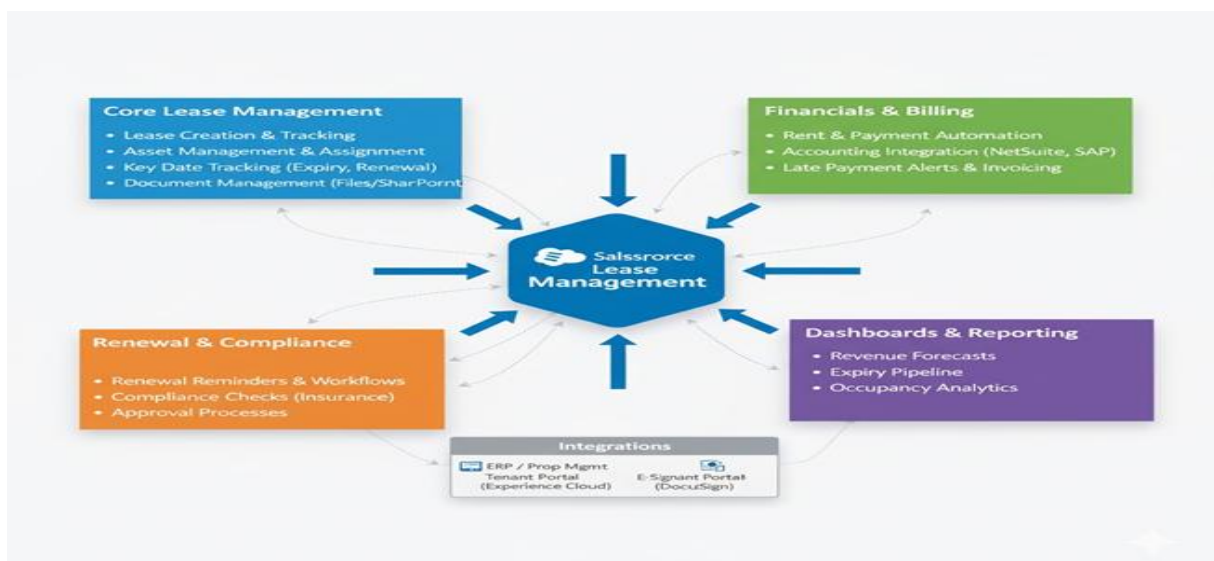 Core Lease Management
• Lease Creation & Tracking
• Asset Management & Assignment
• Key Date Tracking (Expiry, Renewal)
• Document Management (Files/SharPornt
Financials & Billing
• Rent & Payment Automation
• Accounting Integration (NetSuite, SAP)
• Late Payment Alerts & Invoicing
Salssrorce
Lease
Management
Renewal & Compliance
• Renewal Reminders & Workflows
• Compliance Checks (Insurance)
• Approval Processes
Dashboards & Reporting
• Revenue Forecasts
• Expiry Pipeline
• Occupancy Analytics
Integrations
ERP / Prop Mgmt
Tenant Portal
(Experience Cloud)
E-Signant Portal
(DocuSign)